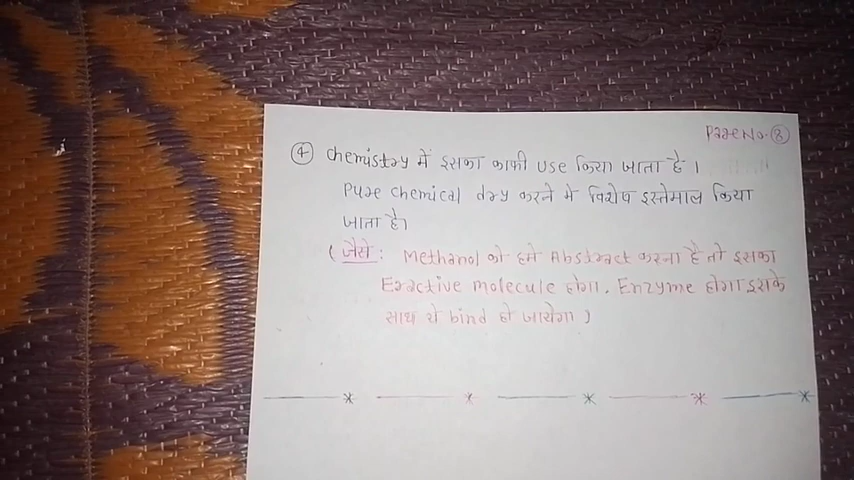 Page No. 8
④ chemistry में इसका काफी use किया जाता है।
Pure chemical dry करने मे विशेष इस्तेमाल किया
जाता है।
(जैसे: Methanol को हमे Abstract करना है तो इसका
Exactive molecule होगा. Enzyme होगा इसके
साथ ये bind हो जायेगा)